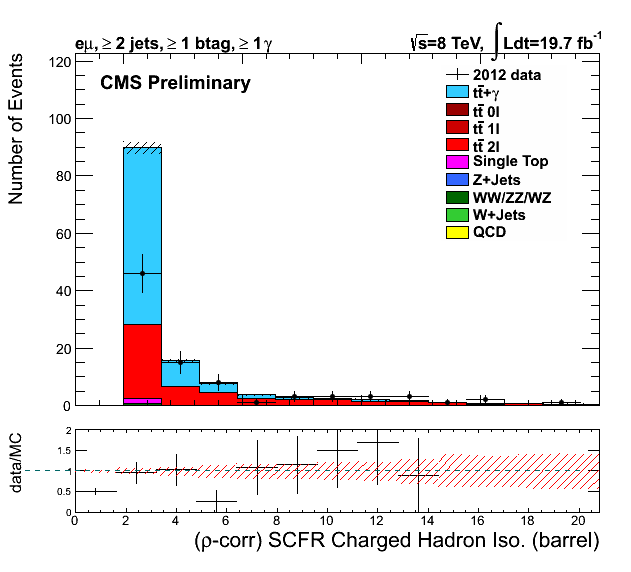 eμ, ≥ 2 jets, ≥ 1 btag, ≥ 1 γ
√s=8 TeV, ∫Ldt=19.7 fb⁻¹
CMS Preliminary
2012 data
tt̄+γ
tt̄ 0l
tt̄ 1l
tt̄ 2l
Single Top
Z+Jets
WW/ZZ/WZ
W+Jets
QCD
Number of Events
120
100
80
60
40
20
0
data/MC
2
1.5
1
0.5
0
0 2 4 6 8 10 12 14 16 18 20
(ρ-corr) SCFR Charged Hadron Iso. (barrel)